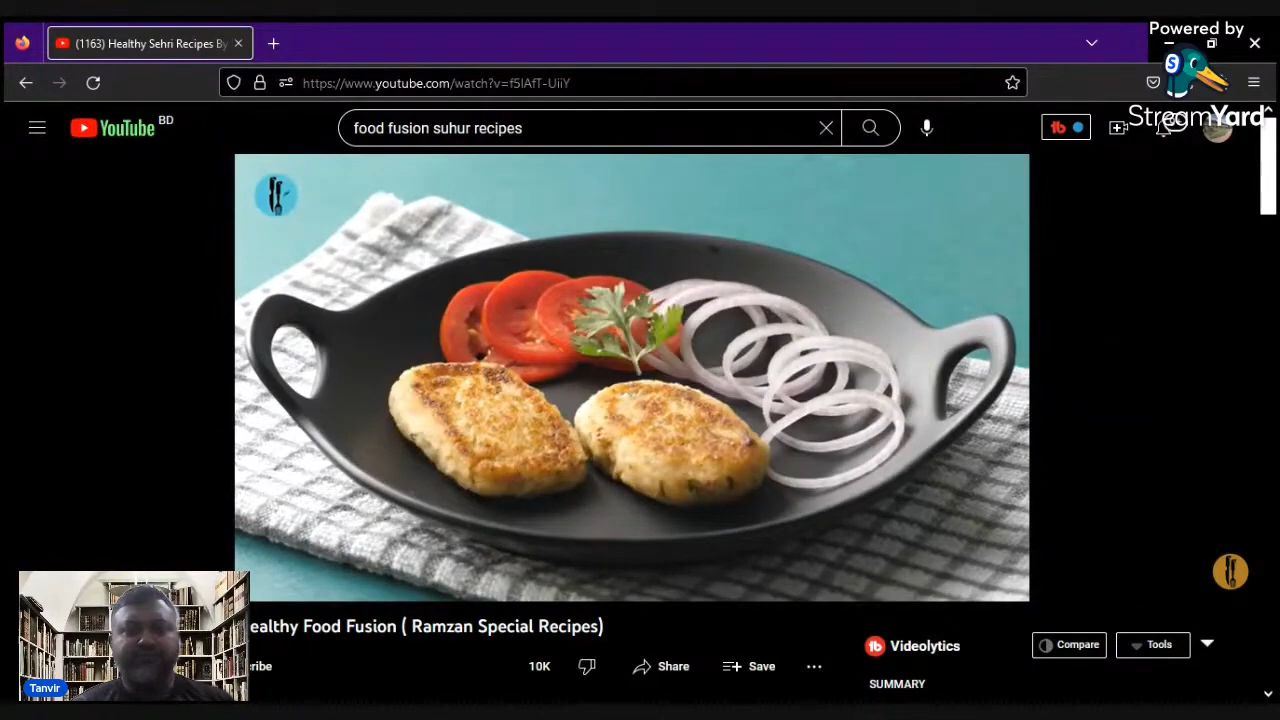 Powered by
StreamYard
(1163) Healthy Sehri Recipes By
https://www.youtube.com/watch?v=f5lAfT-UiiY
YouTube BD
food fusion suhur recipes
ealthy Food Fusion ( Ramzan Special Recipes)
ribe
10K
Share
Save
Videolytics
Compare
Tools
SUMMARY
Tanvir